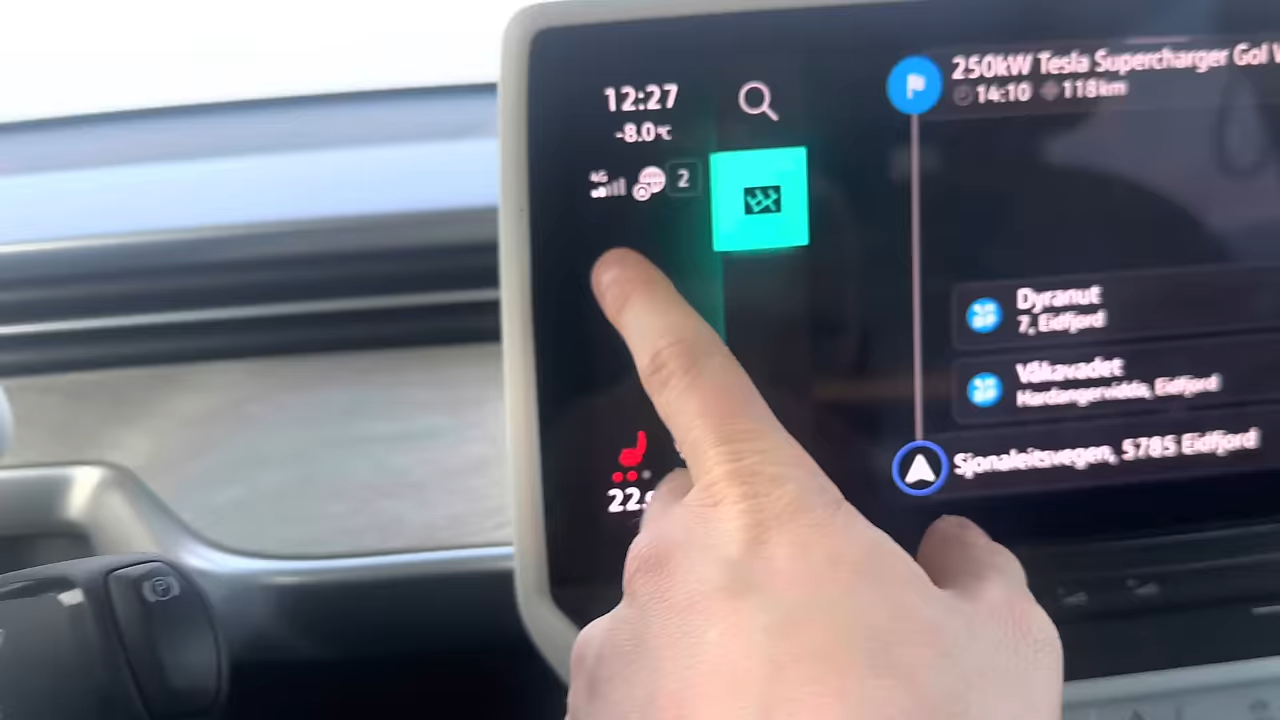 12:27
-8.0°C
4G
2
250kW Tesla Supercharger Gol
14:10 118km
Dyranut
7, Eidfjord
Våkavadet
Hardangervidda, Eidfjord
Sjonaleitsvegen, 5785 Eidfjord
22.
P